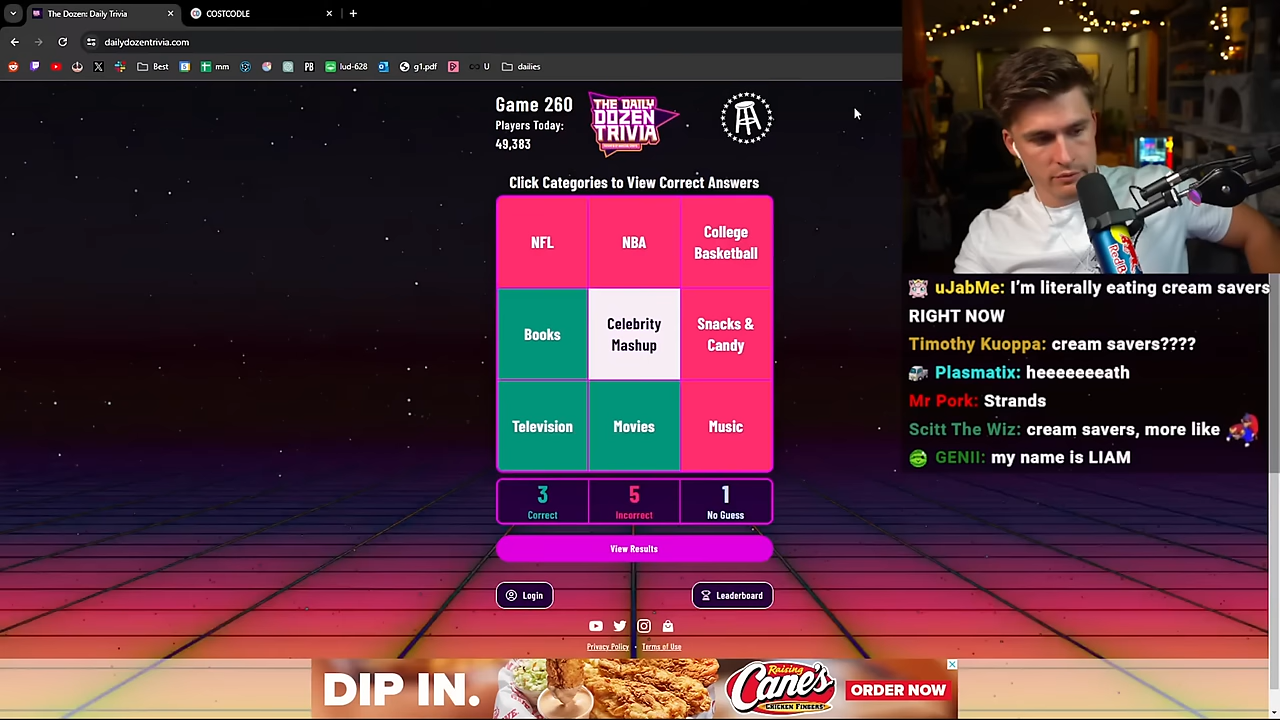 The Dozen: Daily Trivia
COSTCODLE
dailydozentrivia.com
Best
mm
lud-628
g1.pdf
U
dailies
Game 260
Players Today:
49,383
THE DAILY
DOZEN
TRIVIA
Click Categories to View Correct Answers
NFL
NBA
College
Basketball
Books
Celebrity
Mashup
Snacks &
Candy
Television
Movies
Music
3
Correct
5
Incorrect
1
No Guess
View Results
Login
Leaderboard
Privacy Policy · Terms of Use
DIP IN.
Raising
Cane's
CHICKEN FINGERS
ORDER NOW
RedB
uJabMe: I'm literally eating cream savers
RIGHT NOW
Timothy Kuoppa: cream savers????
Plasmatix: heeeeeeeath
Mr Pork: Strands
Scitt The Wiz: cream savers, more like
GENII: my name is LIAM